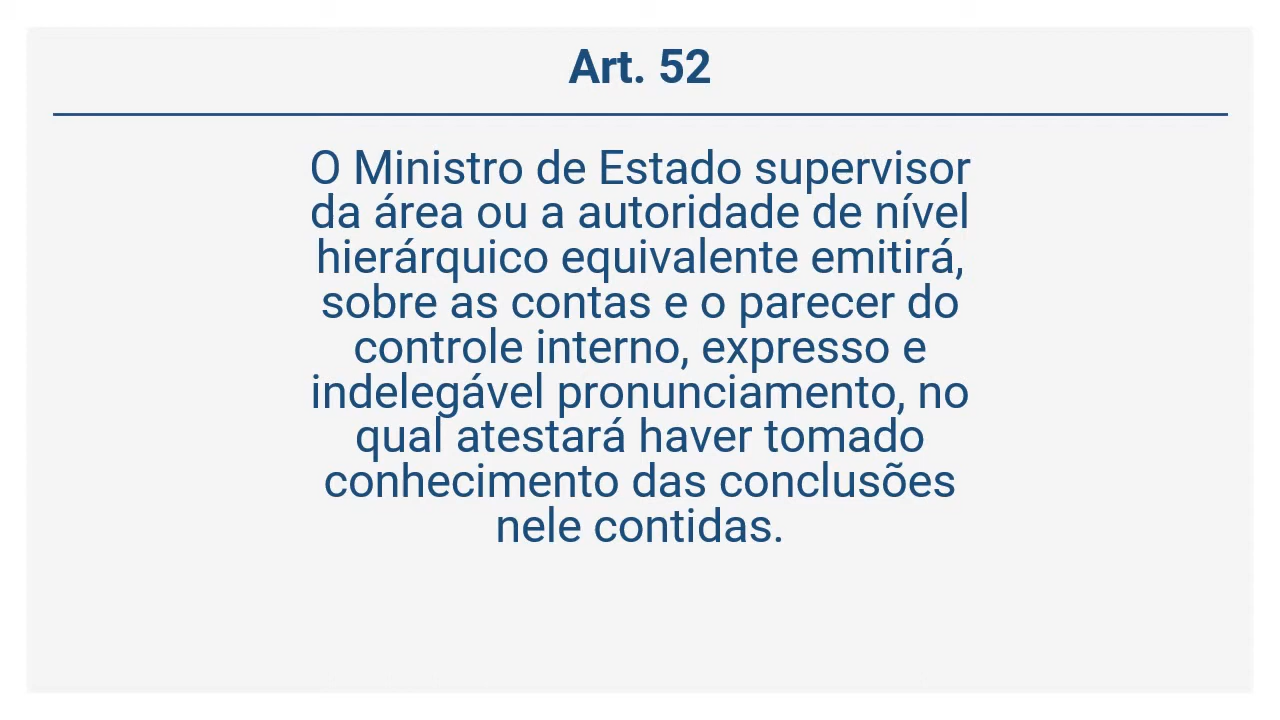 Art. 52
O Ministro de Estado supervisor
da área ou a autoridade de nível
hierárquico equivalente emitirá,
sobre as contas e o parecer do
controle interno, expresso e
indelegável pronunciamento, no
qual atestará haver tomado
conhecimento das conclusões
nele contidas.